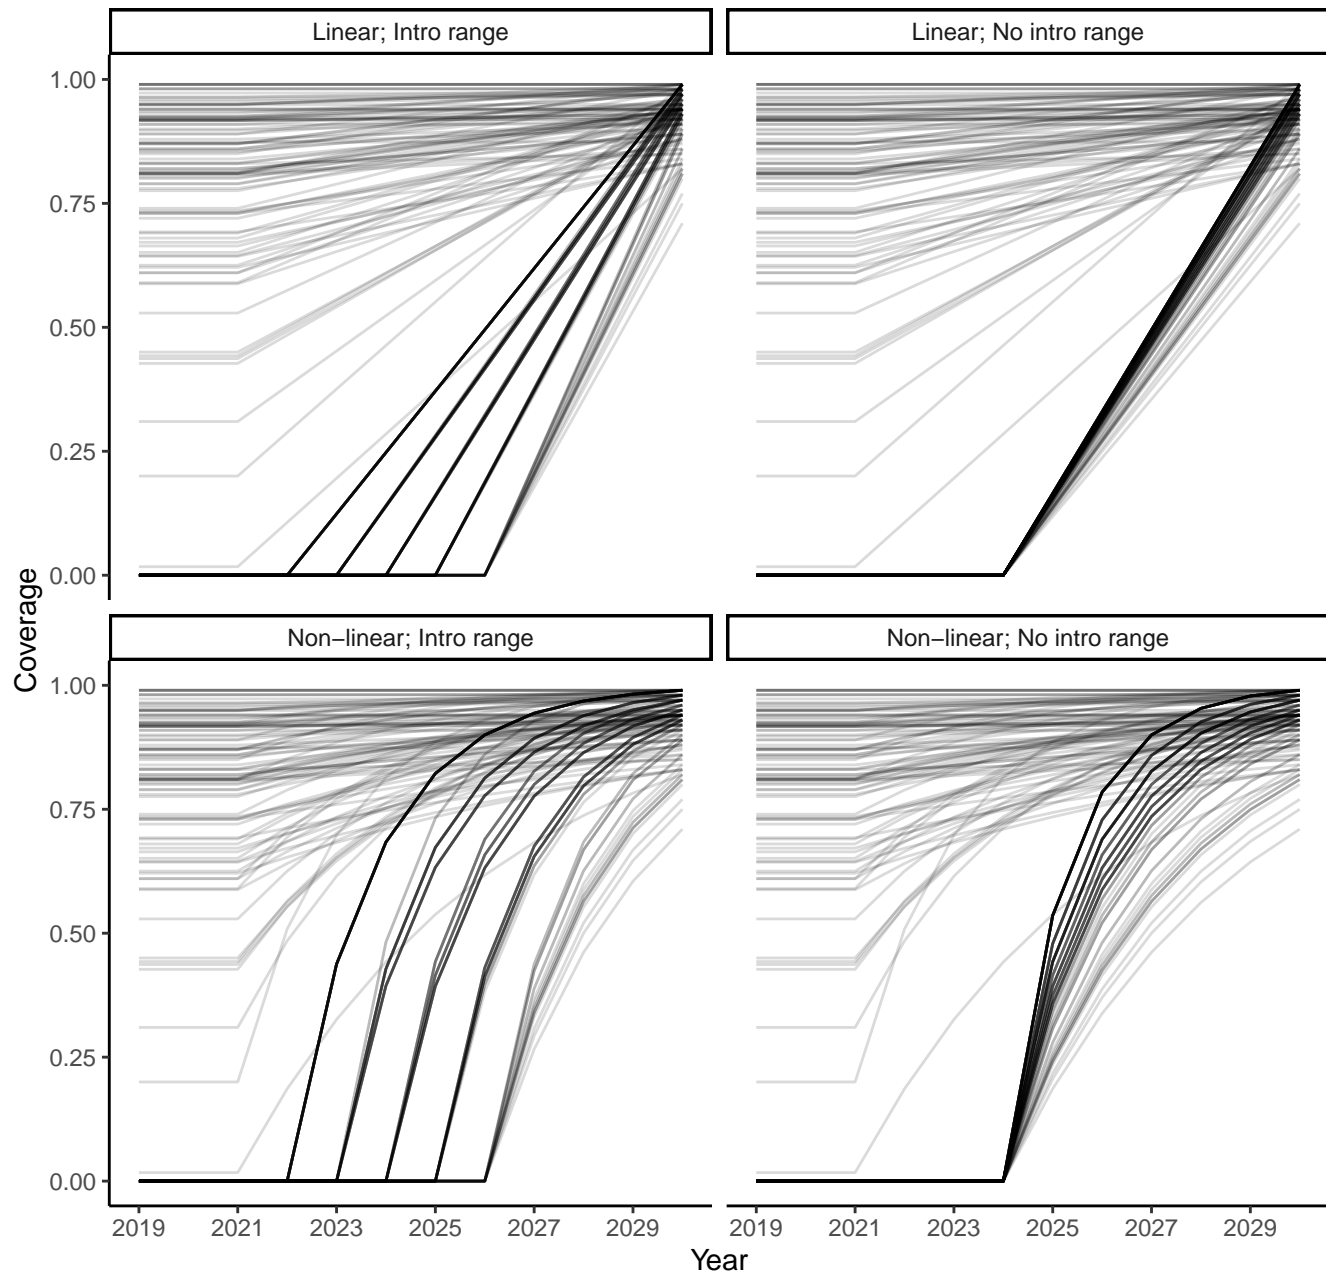 Linear; Intro range
Linear; No intro range
1.00
0.75
0.50
0.25
0.00
Coverage
Non−linear; Intro range
Non−linear; No intro range
1.00
0.75
0.50
0.25
0.00
2019 2021 2023 2025 2027 2029
2019 2021 2023 2025 2027 2029
Year